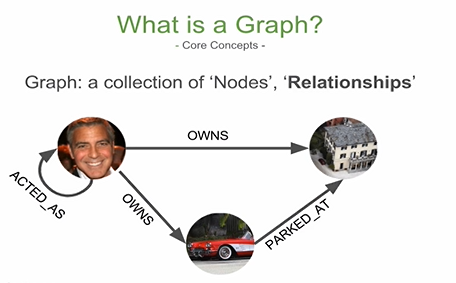 What is a Graph?
- Core Concepts -
Graph: a collection of ‘Nodes’, ‘Relationships’
OWNS
ACTED_AS
OWNS
PARKED_AT